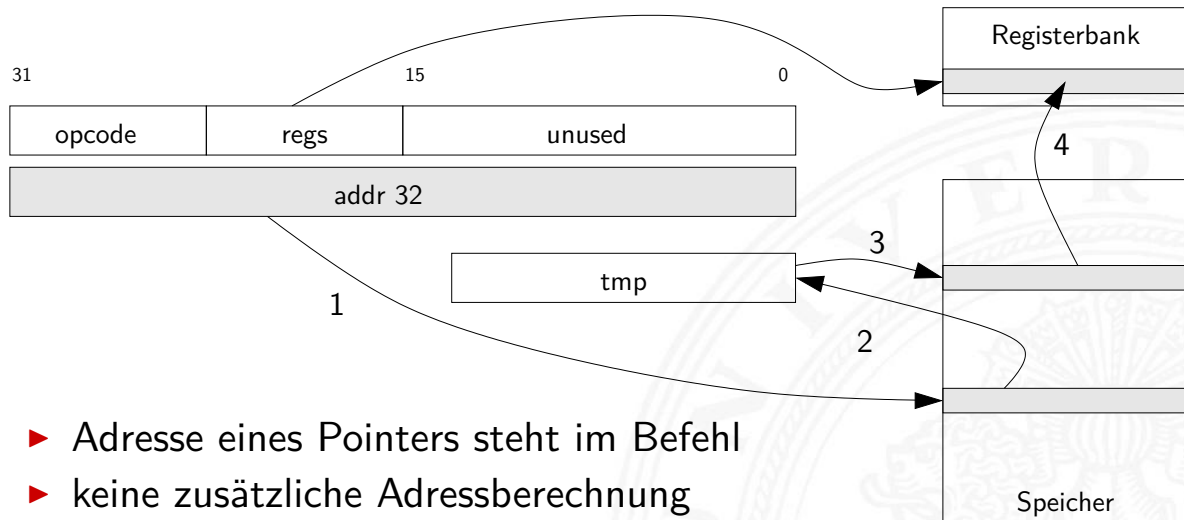 Registerbank
31 15 0
opcode regs unused
4
addr 32
3
tmp
1
2
▶ Adresse eines Pointers steht im Befehl
▶ keine zusätzliche Adressberechnung
Speicher